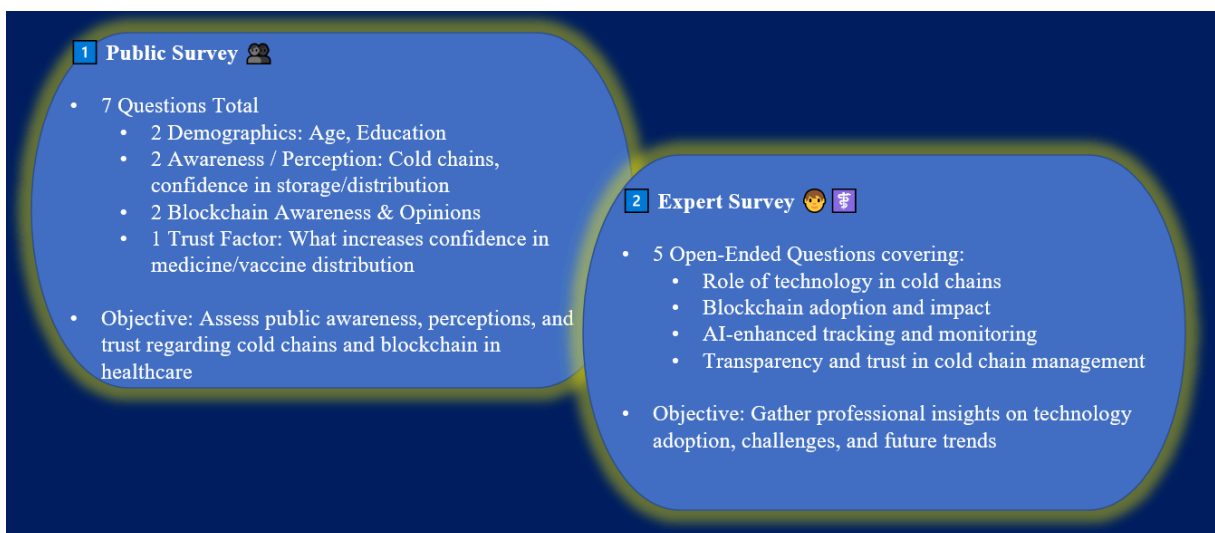 1 Public Survey
• 7 Questions Total
• 2 Demographics: Age, Education
• 2 Awareness / Perception: Cold chains,
confidence in storage/distribution
• 2 Blockchain Awareness & Opinions
• 1 Trust Factor: What increases confidence in
medicine/vaccine distribution
• Objective: Assess public awareness, perceptions, and
trust regarding cold chains and blockchain in
healthcare
2 Expert Survey
• 5 Open-Ended Questions covering:
• Role of technology in cold chains
• Blockchain adoption and impact
• AI-enhanced tracking and monitoring
• Transparency and trust in cold chain management
• Objective: Gather professional insights on technology
adoption, challenges, and future trends